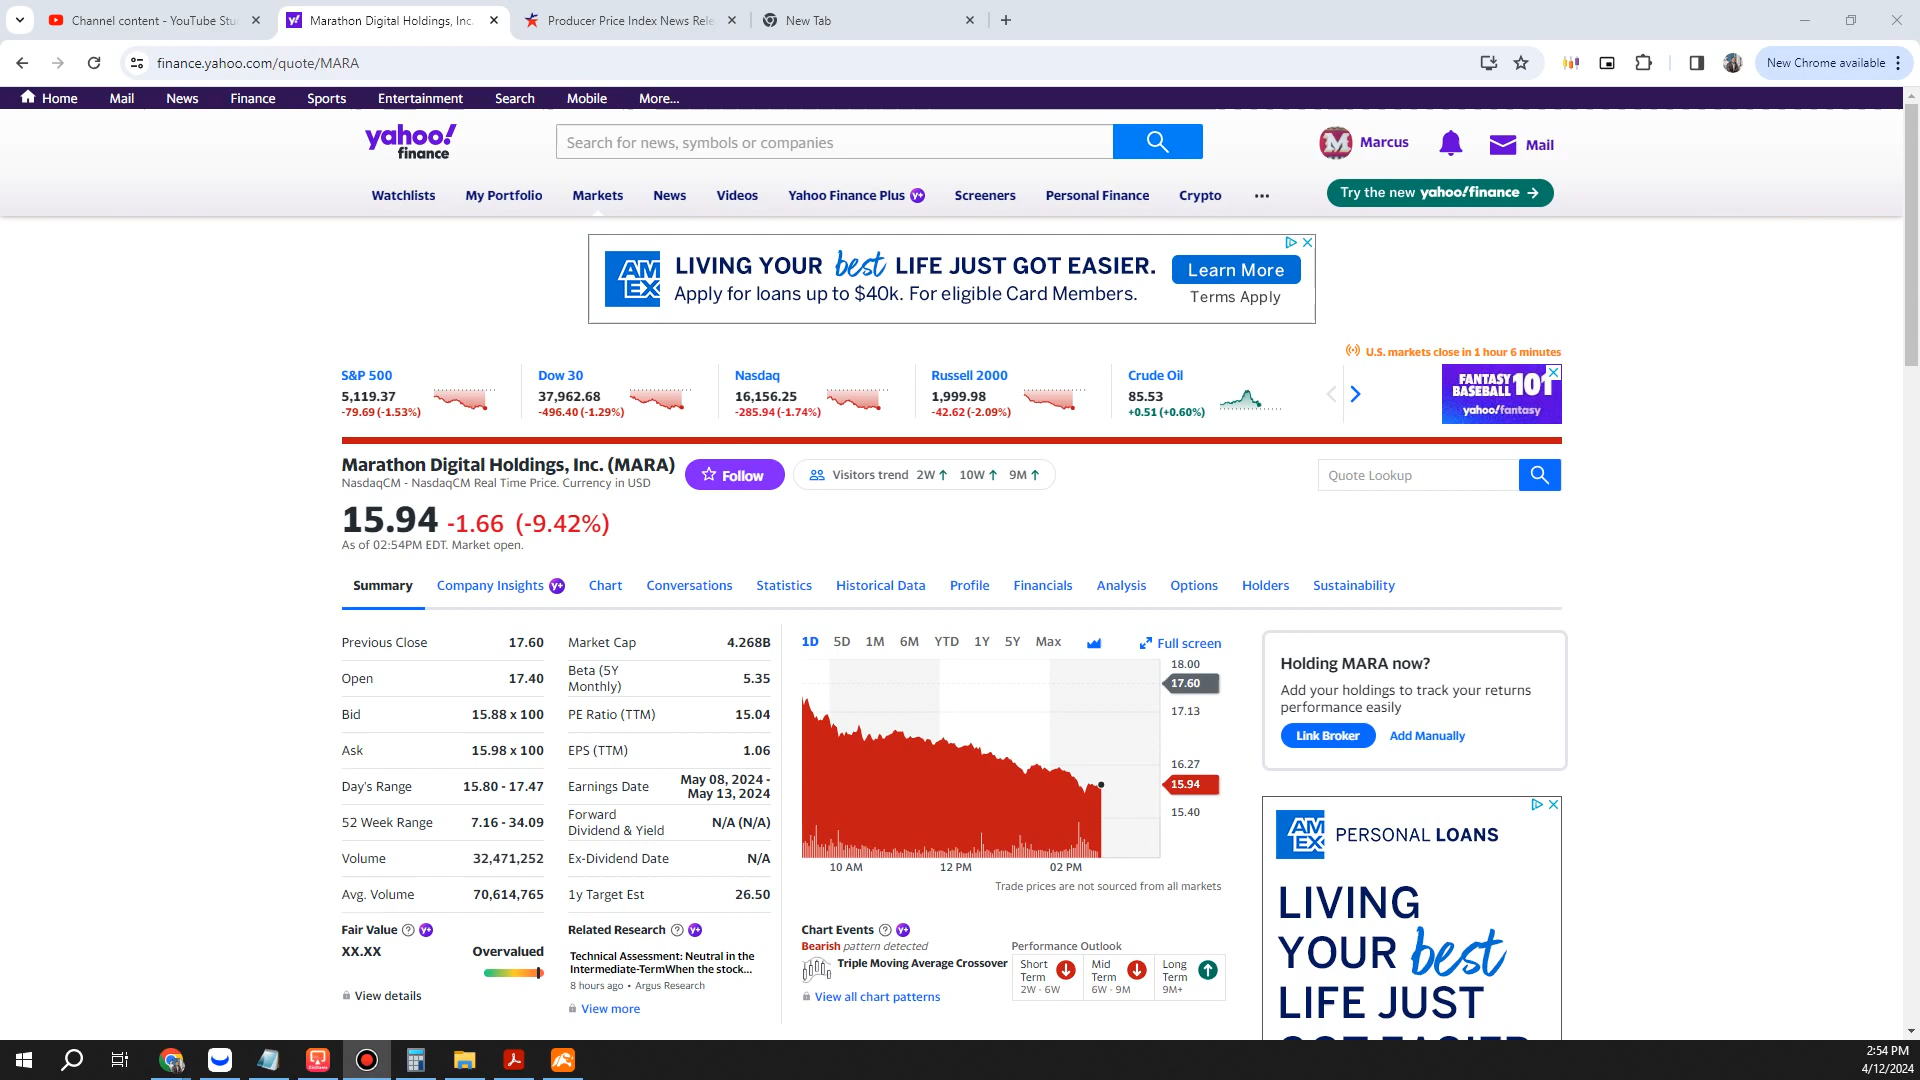 Channel content - YouTube Stu
Marathon Digital Holdings, Inc.
Producer Price Index News Rele
New Tab
finance.yahoo.com/quote/MARA
New Chrome available
Home Mail News Finance Sports Entertainment Search Mobile More...
yahoo!
finance
Search for news, symbols or companies
Marcus
Mail
Watchlists My Portfolio Markets News Videos Yahoo Finance Plus Y+ Screeners Personal Finance Crypto ...
Try the new yahoo!finance →
AM
EX
LIVING YOUR best LIFE JUST GOT EASIER.
Apply for loans up to $40k. For eligible Card Members.
Learn More
Terms Apply
U.S. markets close in 1 hour 6 minutes
S&P 500
5,119.37
-79.69 (-1.53%)
Dow 30
37,962.68
-496.40 (-1.29%)
Nasdaq
16,156.25
-285.94 (-1.74%)
Russell 2000
1,999.98
-42.62 (-2.09%)
Crude Oil
85.53
+0.51 (+0.60%)
FANTASY
BASEBALL 101
yahoo!fantasy
Marathon Digital Holdings, Inc. (MARA)
NasdaqCM - NasdaqCM Real Time Price. Currency in USD
Follow
Visitors trend 2W↑ 10W↑ 9M↑
Quote Lookup
15.94 -1.66 (-9.42%)
As of 02:54PM EDT. Market open.
Summary Company Insights Y+ Chart Conversations Statistics Historical Data Profile Financials Analysis Options Holders Sustainability
Previous Close 17.60
Open 17.40
Bid 15.88 x 100
Ask 15.98 x 100
Day's Range 15.80 - 17.47
52 Week Range 7.16 - 34.09
Volume 32,471,252
Avg. Volume 70,614,765
Market Cap 4.268B
Beta (5Y
Monthly) 5.35
PE Ratio (TTM) 15.04
EPS (TTM) 1.06
Earnings Date May 08, 2024 -
May 13, 2024
Forward
Dividend & Yield N/A (N/A)
Ex-Dividend Date N/A
1y Target Est 26.50
1D 5D 1M 6M YTD 1Y 5Y Max
Full screen
18.00
17.60
17.13
16.27
15.94
15.40
10 AM 12 PM 02 PM
Trade prices are not sourced from all markets
Holding MARA now?
Add your holdings to track your returns
performance easily
Link Broker Add Manually
Fair Value
XX.XX Overvalued
View details
Related Research
Technical Assessment: Neutral in the
Intermediate-TermWhen the stock...
8 hours ago • Argus Research
View more
Chart Events
Bearish pattern detected
Triple Moving Average Crossover
View all chart patterns
Performance Outlook
Short
Term
2W - 6W
Mid
Term
6W - 9M
Long
Term
9M+
AM
EX
PERSONAL LOANS
LIVING
YOUR best
LIFE JUST
GOT EASIER
2:54 PM
4/12/2024